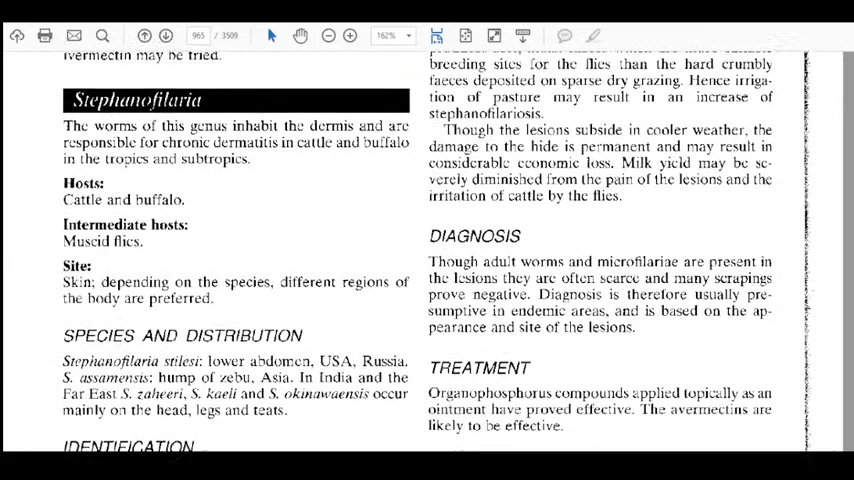 965 / 3509
162%
ivermectin may be tried.
Stephanofilaria
The worms of this genus inhabit the dermis and are
responsible for chronic dermatitis in cattle and buffalo
in the tropics and subtropics.
Hosts:
Cattle and buffalo.
Intermediate hosts:
Muscid flies.
Site:
Skin; depending on the species, different regions of
the body are preferred.
SPECIES AND DISTRIBUTION
Stephanofilaria stilesi: lower abdomen, USA, Russia.
S. assamensis: hump of zebu, Asia. In India and the
Far East S. zaheeri, S. kaeli and S. okinawaensis occur
mainly on the head, legs and teats.
IDENTIFICATION
breeding sites for the flies than the hard crumbly
faeces deposited on sparse dry grazing. Hence irriga-
tion of pasture may result in an increase of
stephanofilariosis.
Though the lesions subside in cooler weather, the
damage to the hide is permanent and may result in
considerable economic loss. Milk yield may be se-
verely diminished from the pain of the lesions and the
irritation of cattle by the flies.
DIAGNOSIS
Though adult worms and microfilariae are present in
the lesions they are often scarce and many scrapings
prove negative. Diagnosis is therefore usually pre-
sumptive in endemic areas, and is based on the ap-
pearance and site of the lesions.
TREATMENT
Organophosphorus compounds applied topically as an
ointment have proved effective. The avermectins are
likely to be effective.